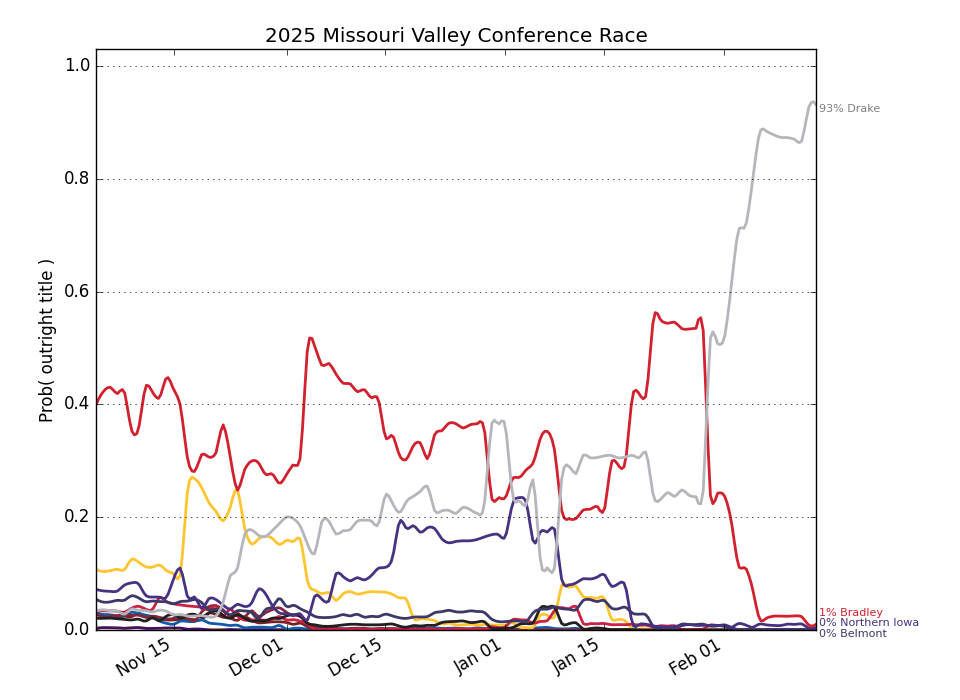 2025 Missouri Valley Conference Race
Prob( outright title )
1.0
0.8
0.6
0.4
0.2
0.0
93% Drake
1% Bradley
0% Northern Iowa
0% Belmont
Nov 15
Dec 01
Dec 15
Jan 01
Jan 15
Feb 01